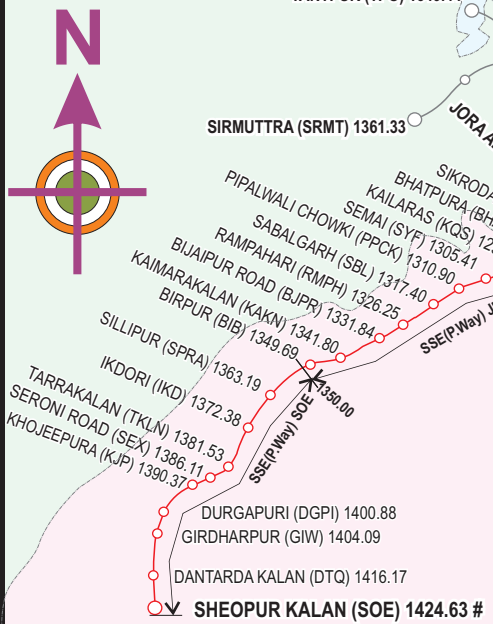 N
SIRMUTTRA (SRMT) 1361.33
JORA
SIKRODA
BHATPURA (BH
KAILARAS (KQS)
SEMAI (SYF) 1305.41
PIPALWALI CHOWKI (PPCK) 1310.90
SABALGARH (SBL) 1317.40
RAMPAHARI (RMPH) 1326.25
BIJAIPUR ROAD (BJPR) 1331.84
KAIMARAKALAN (KAKN) 1341.80
BIRPUR (BIB) 1349.69
SILLIPUR (SPRA) 1363.19
IKDORI (IKD) 1372.38
TARRAKALAN (TKLN) 1381.53
SERONI ROAD (SEX) 1386.11
KHOJEEPURA (KJP) 1390.37
1350.00
SSE(P.Way) SOE
SSE(P.Way)
DURGAPURI (DGPI) 1400.88
GIRDHARPUR (GIW) 1404.09
DANTARDA KALAN (DTQ) 1416.17
SHEOPUR KALAN (SOE) 1424.63 #